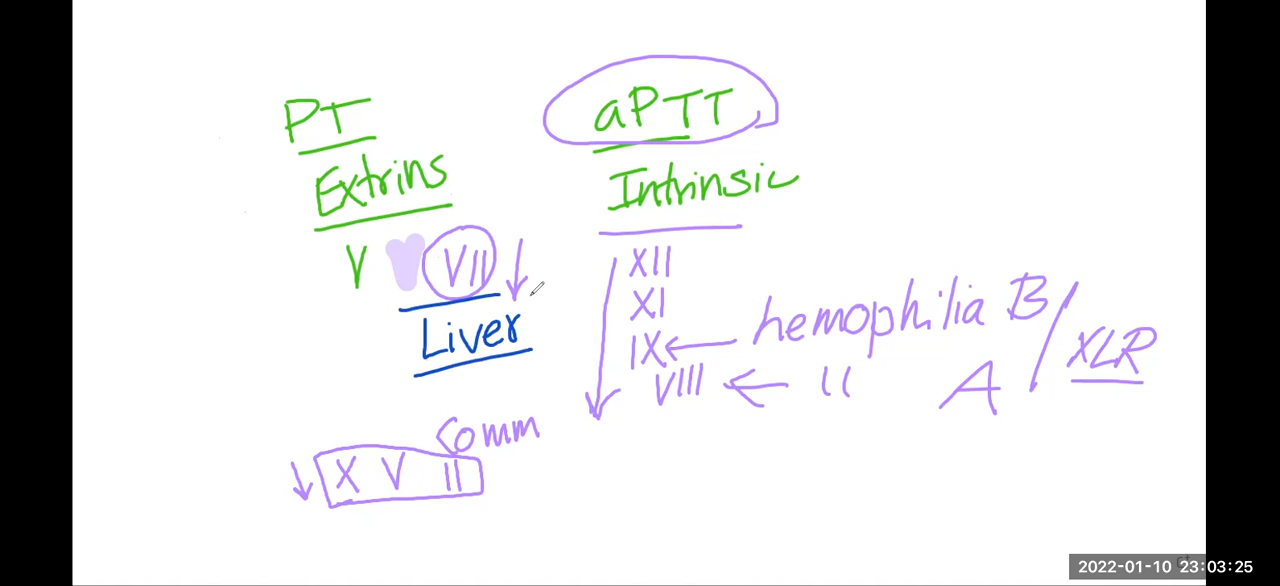 PT
aPTT
Extrins
Intrinsic
V VII ↓
XII
XI
IX ← hemophilia B / XLR
VIII ← II A
Liver
Comm
↓ X V II
2022-01-10 23:03:25